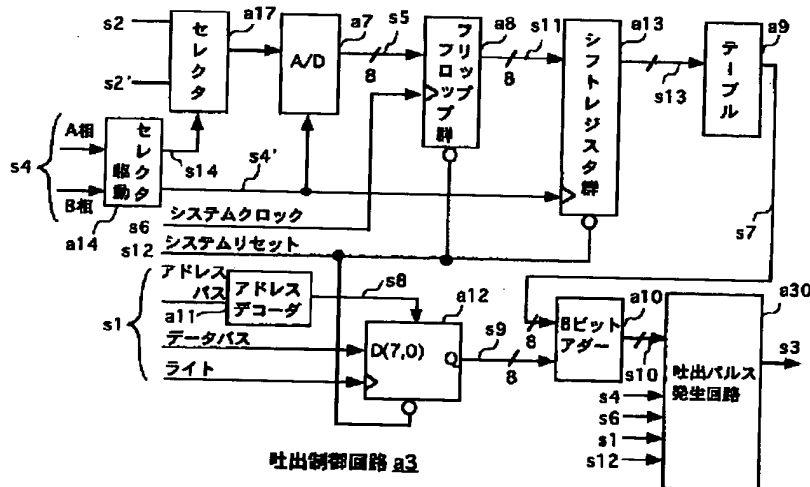 s2
セレクタ
a17
A/D
a7
s5
8
フリップ
フロップ群
a8
s11
8
シフトレジスタ群
a13
s13
テーブル
a9
s2'
s4
A相
B相
セレクタ
駆動
s14
s4'
a14
s6
システムクロック
s12
システムリセット
s7
s1
アドレス
バス
a11
アドレス
デコーダ
s8
a12
データバス
D(7,0)
Q
s9
8
ライト
8
8ビット
アダー
a10
s10
a30
吐出パルス
発生回路
s3
s4
s6
s1
s12
吐出制御回路 a3